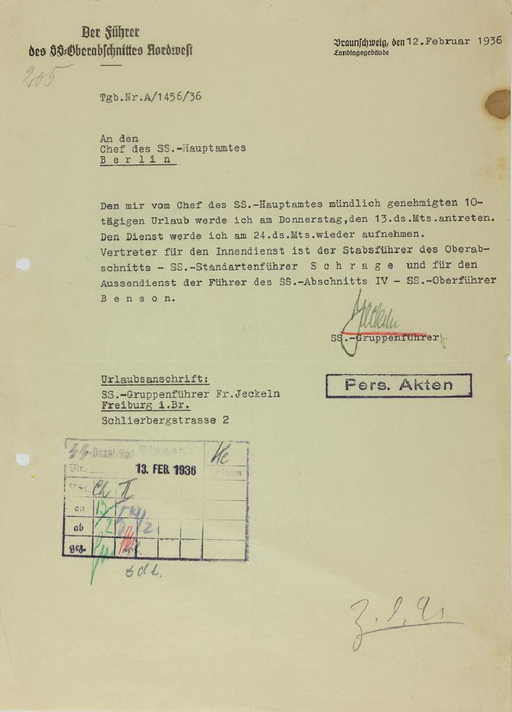 Der Führer
des SS-Oberabschnittes Nordwest
Braunschweig, den 12.Februar 1936
Landtagsgebäude
205
Tgb.Nr.A/1456/36
An den
Chef des SS.-Hauptamtes
B e r l i n
Den mir vom Chef des SS.-Hauptamtes mündlich genehmigten 10-
tägigen Urlaub werde ich am Donnerstag,den 13.ds.Mts.antreten.
Den Dienst werde ich am 24.ds.Mts.wieder aufnehmen.
Vertreter für den Innendienst ist der Stabsführer des Oberab-
schnitts - SS.-Standartenführer S c h r a g e und für den
Aussendienst der Führer des SS.-Abschnitts IV - SS.-Oberführer
B e n s o n.
Jeckeln
SS.-Gruppenführer
Pers. Akten
Urlaubsanschrift:
SS.-Gruppenführer Fr.Jeckeln
Freiburg i.Br.
Schlierbergstrasse 2
13. FEB. 1936
Ch II
an
ab
geg.
z. d. A.